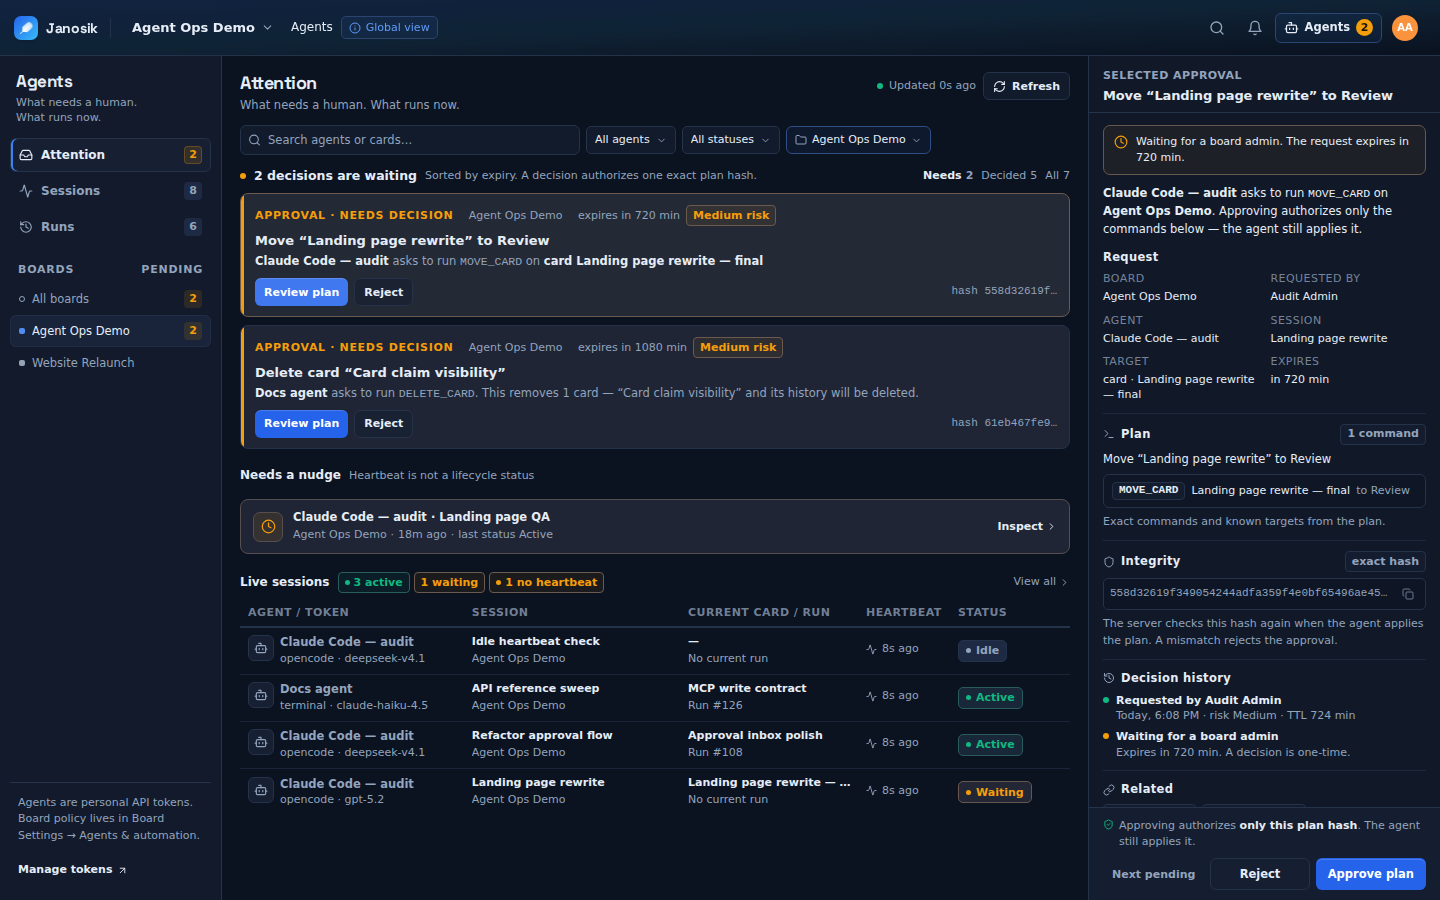 Janosik
Agent Ops Demo
Agents
Global view
Agents 2
AA
Agents
What needs a human.
What runs now.
Attention 2
Sessions 8
Runs 6
BOARDS PENDING
All boards 2
Agent Ops Demo 2
Website Relaunch
Agents are personal API tokens.
Board policy lives in Board
Settings → Agents & automation.
Manage tokens
Attention
What needs a human. What runs now.
Updated 0s ago
Refresh
Search agents or cards…
All agents
All statuses
Agent Ops Demo
2 decisions are waiting Sorted by expiry. A decision authorizes one exact plan hash.
Needs 2 Decided 5 All 7
APPROVAL · NEEDS DECISION Agent Ops Demo expires in 720 min Medium risk
Move “Landing page rewrite” to Review
Claude Code — audit asks to run MOVE_CARD on card Landing page rewrite — final
Review plan Reject hash 558d32619f…
APPROVAL · NEEDS DECISION Agent Ops Demo expires in 1080 min Medium risk
Delete card “Card claim visibility”
Docs agent asks to run DELETE_CARD. This removes 1 card — “Card claim visibility” and its history will be deleted.
Review plan Reject hash 61eb467fe9…
Needs a nudge Heartbeat is not a lifecycle status
Claude Code — audit · Landing page QA
Agent Ops Demo · 18m ago · last status Active
Inspect
Live sessions 3 active 1 waiting 1 no heartbeat View all
AGENT / TOKEN SESSION CURRENT CARD / RUN HEARTBEAT STATUS
Claude Code — audit Idle heartbeat check — 8s ago Idle
opencode · deepseek-v4.1 Agent Ops Demo No current run
Docs agent API reference sweep MCP write contract 8s ago Active
terminal · claude-haiku-4.5 Agent Ops Demo Run #126
Claude Code — audit Refactor approval flow Approval inbox polish 8s ago Active
opencode · deepseek-v4.1 Agent Ops Demo Run #108
Claude Code — audit Landing page rewrite Landing page rewrite — … 8s ago Waiting
opencode · gpt-5.2 Agent Ops Demo No current run
SELECTED APPROVAL
Move “Landing page rewrite” to Review
Waiting for a board admin. The request expires in
720 min.
Claude Code — audit asks to run MOVE_CARD on
Agent Ops Demo. Approving authorizes only the
commands below — the agent still applies it.
Request
BOARD REQUESTED BY
Agent Ops Demo Audit Admin
AGENT SESSION
Claude Code — audit Landing page rewrite
TARGET EXPIRES
card · Landing page rewrite in 720 min
— final
Plan 1 command
Move “Landing page rewrite” to Review
MOVE_CARD Landing page rewrite — final to Review
Exact commands and known targets from the plan.
Integrity exact hash
558d32619f349054244adfa359f4e0bf65496ae45…
The server checks this hash again when the agent applies
the plan. A mismatch rejects the approval.
Decision history
Requested by Audit Admin
Today, 6:08 PM · risk Medium · TTL 724 min
Waiting for a board admin
Expires in 720 min. A decision is one-time.
Related
Approving authorizes only this plan hash. The agent
still applies it.
Next pending Reject Approve plan